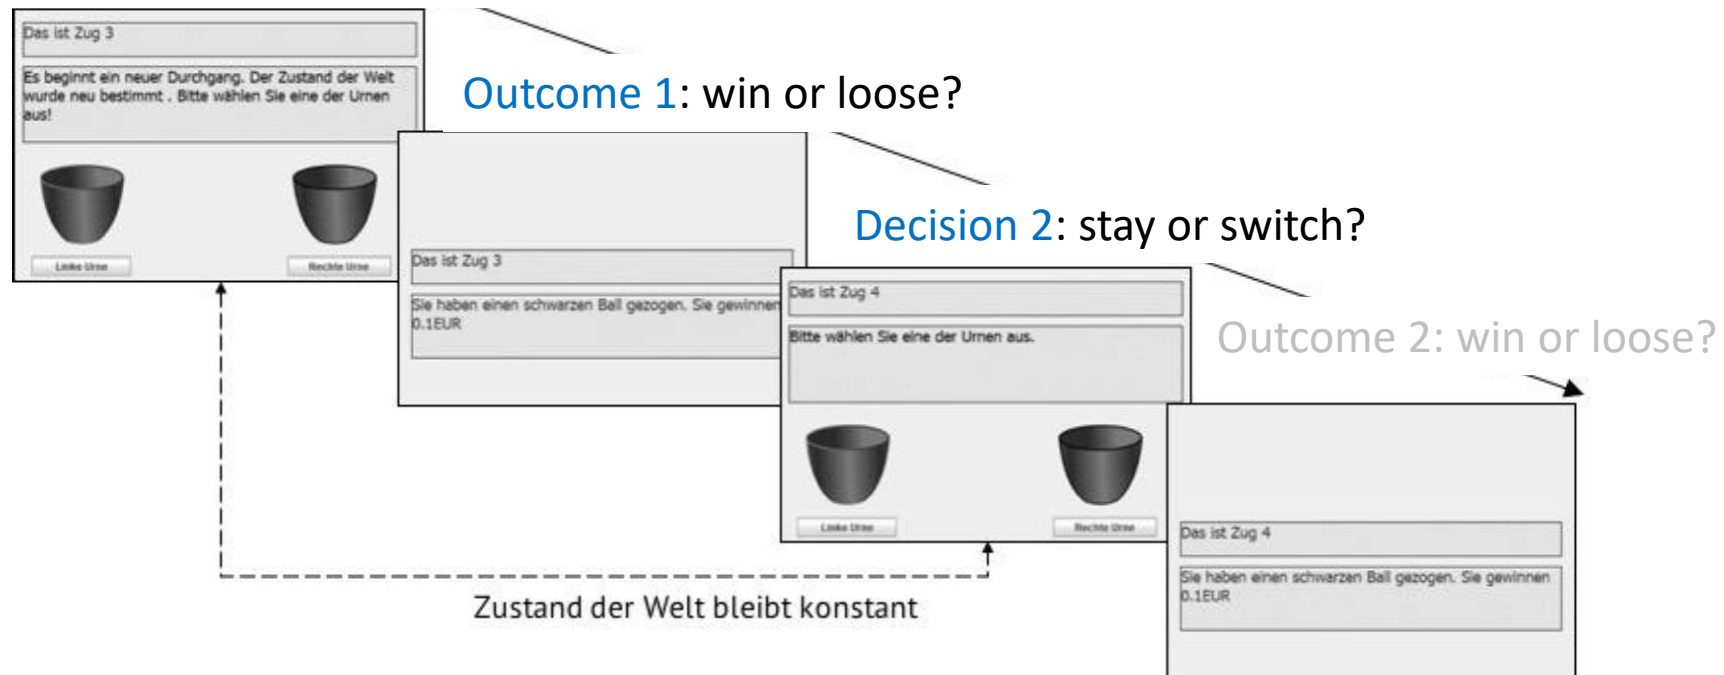 Das ist Zug 3
Es beginnt ein neuer Durchgang. Der Zustand der Welt
wurde neu bestimmt . Bitte wählen Sie eine der Urnen
aus!
Linke Urne
Rechte Urne
Outcome 1: win or loose?
Das ist Zug 3
Sie haben einen schwarzen Ball gezogen. Sie gewinnen
0.1EUR
Decision 2: stay or switch?
Das ist Zug 4
Bitte wählen Sie eine der Urnen aus.
Linke Urne
Rechte Urne
Outcome 2: win or loose?
Das ist Zug 4
Sie haben einen schwarzen Ball gezogen. Sie gewinnen
0.1EUR
Zustand der Welt bleibt konstant